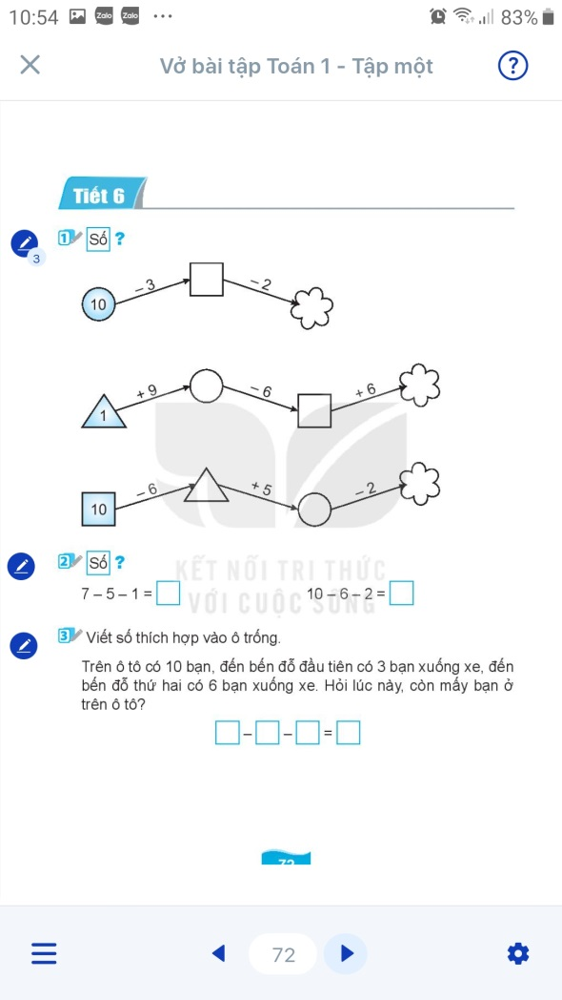 10:54 Zalo Zalo ... 83%
Vở bài tập Toán 1 - Tập một ?
Tiết 6
3
1 Số ?
10 – 3 – 2
1 + 9 – 6 + 6
10 – 6 + 5 – 2
KẾT NỐI TRI THỨC
VỚI CUỘC SỐNG
2 Số ?
7 – 5 – 1 = 10 – 6 – 2 =
3 Viết số thích hợp vào ô trống.
Trên ô tô có 10 bạn, đến bến đỗ đầu tiên có 3 bạn xuống xe, đến
bến đỗ thứ hai có 6 bạn xuống xe. Hỏi lúc này, còn mấy bạn ở
trên ô tô?
– – =
72
72